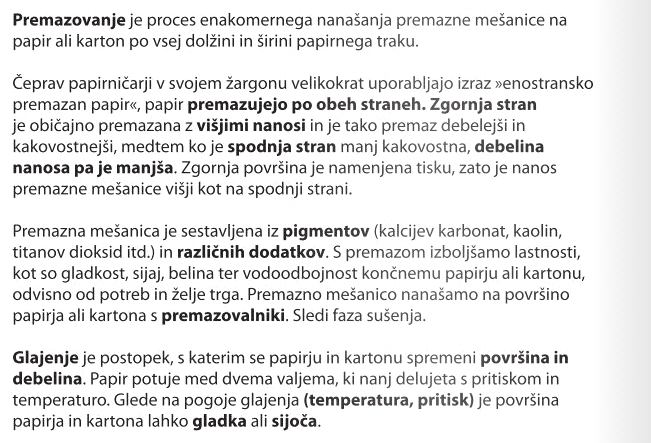 Premazovanje je proces enakomernega nanašanja premazne mešanice na
papir ali karton po vsej dolžini in širini papirnega traku.
Čeprav papirničarji v svojem žargonu velikokrat uporabljajo izraz »enostransko
premazan papir«, papir premazujejo po obeh straneh. Zgornja stran
je običajno premazana z višjimi nanosi in je tako premaz debelejši in
kakovostnejši, medtem ko je spodnja stran manj kakovostna, debelina
nanosa pa je manjša. Zgornja površina je namenjena tisku, zato je nanos
premazne mešanice višji kot na spodnji strani.
Premazna mešanica je sestavljena iz pigmentov (kalcijev karbonat, kaolin,
titanov dioksid itd.) in različnih dodatkov. S premazom izboljšamo lastnosti,
kot so gladkost, sijaj, belina ter vodoodbojnost končnemu papirju ali kartonu,
odvisno od potreb in želje trga. Premazno mešanico nanašamo na površino
papirja ali kartona s premazovalniki. Sledi faza sušenja.
Glajenje je postopek, s katerim se papirju in kartonu spremeni površina in
debelina. Papir potuje med dvema valjema, ki nanj delujeta s pritiskom in
temperaturo. Glede na pogoje glajenja (temperatura, pritisk) je površina
papirja in kartona lahko gladka ali sijoča.